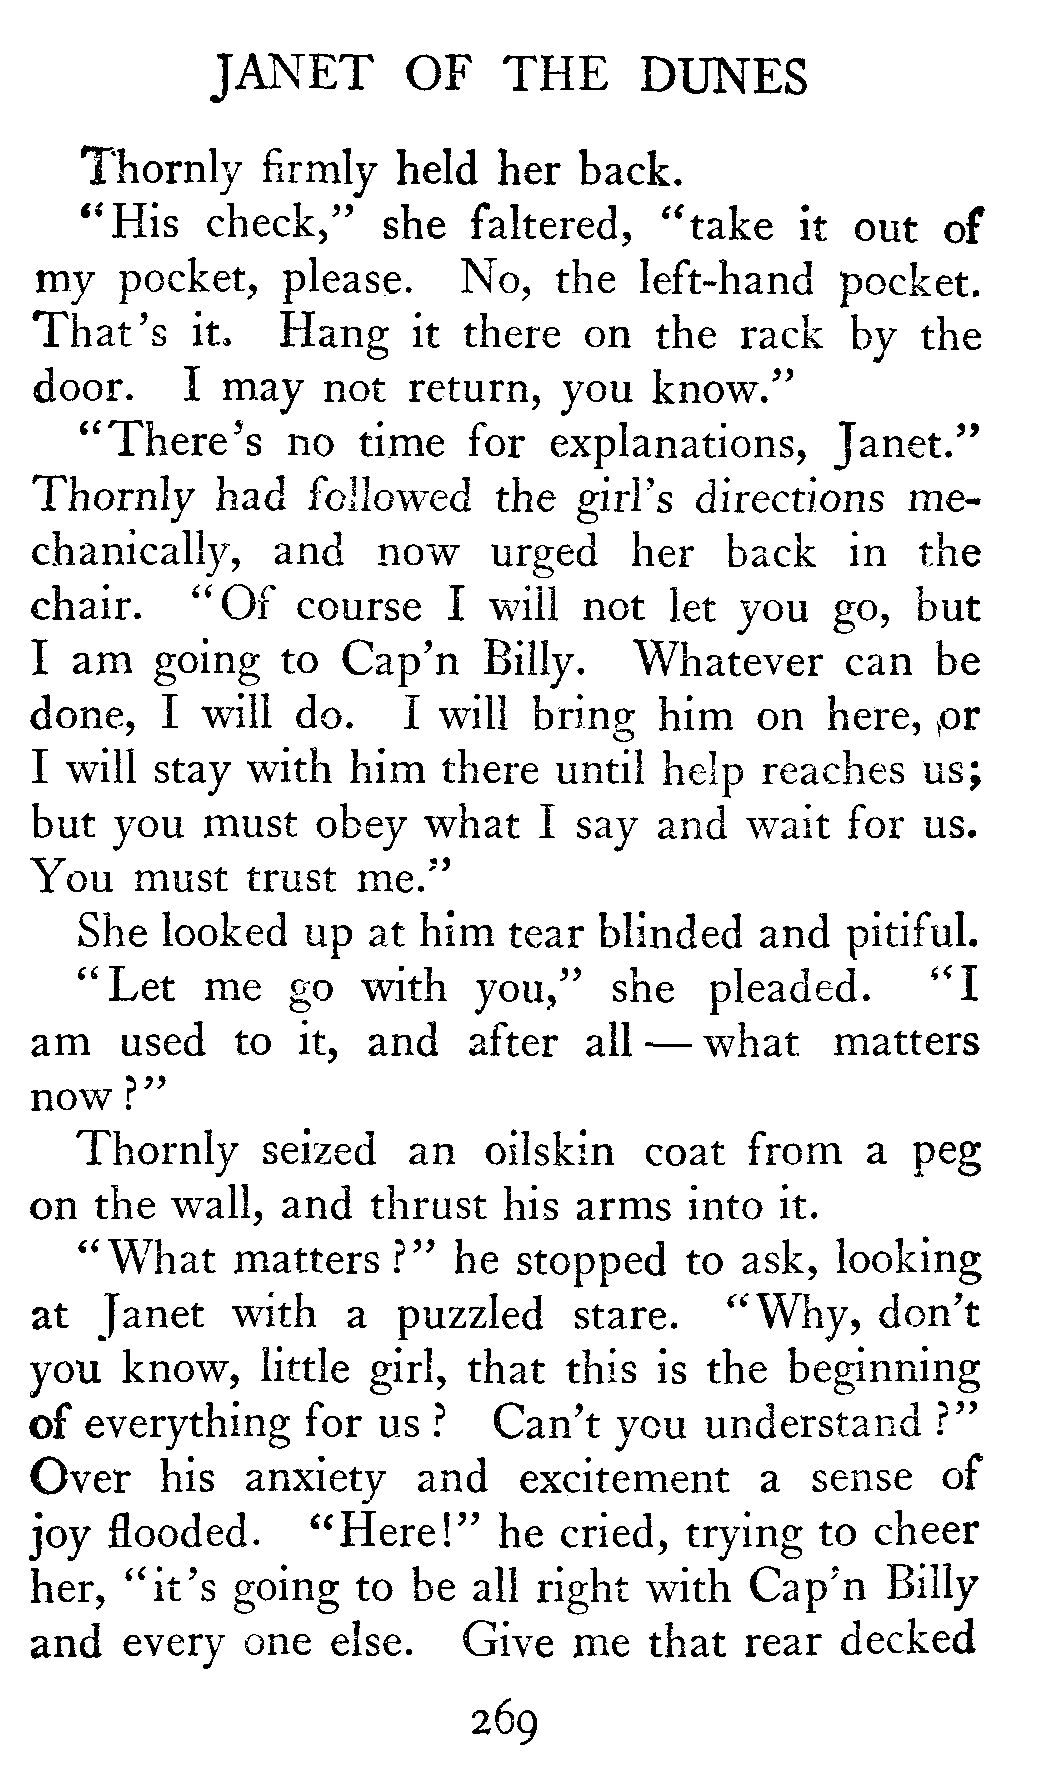 JANET OF THE DUNES
Thornly firmly held her back.
"His check," she faltered, "take it out of
my pocket, please. No, the left-hand pocket.
That's it. Hang it there on the rack by the
door. I may not return, you know."
"There's no time for explanations, Janet."
Thornly had followed the girl's directions me-
chanically, and now urged her back in the
chair. "Of course I will not let you go, but
I am going to Cap'n Billy. Whatever can be
done, I will do. I will bring him on here, or
I will stay with him there until help reaches us;
but you must obey what I say and wait for us.
You must trust me."
She looked up at him tear blinded and pitiful.
"Let me go with you," she pleaded. "I
am used to it, and after all — what matters
now?"
Thornly seized an oilskin coat from a peg
on the wall, and thrust his arms into it.
"What matters?" he stopped to ask, looking
at Janet with a puzzled stare. "Why, don't
you know, little girl, that this is the beginning
of everything for us? Can't you understand?"
Over his anxiety and excitement a sense of
joy flooded. "Here!" he cried, trying to cheer
her, "it's going to be all right with Cap'n Billy
and every one else. Give me that rear decked
269